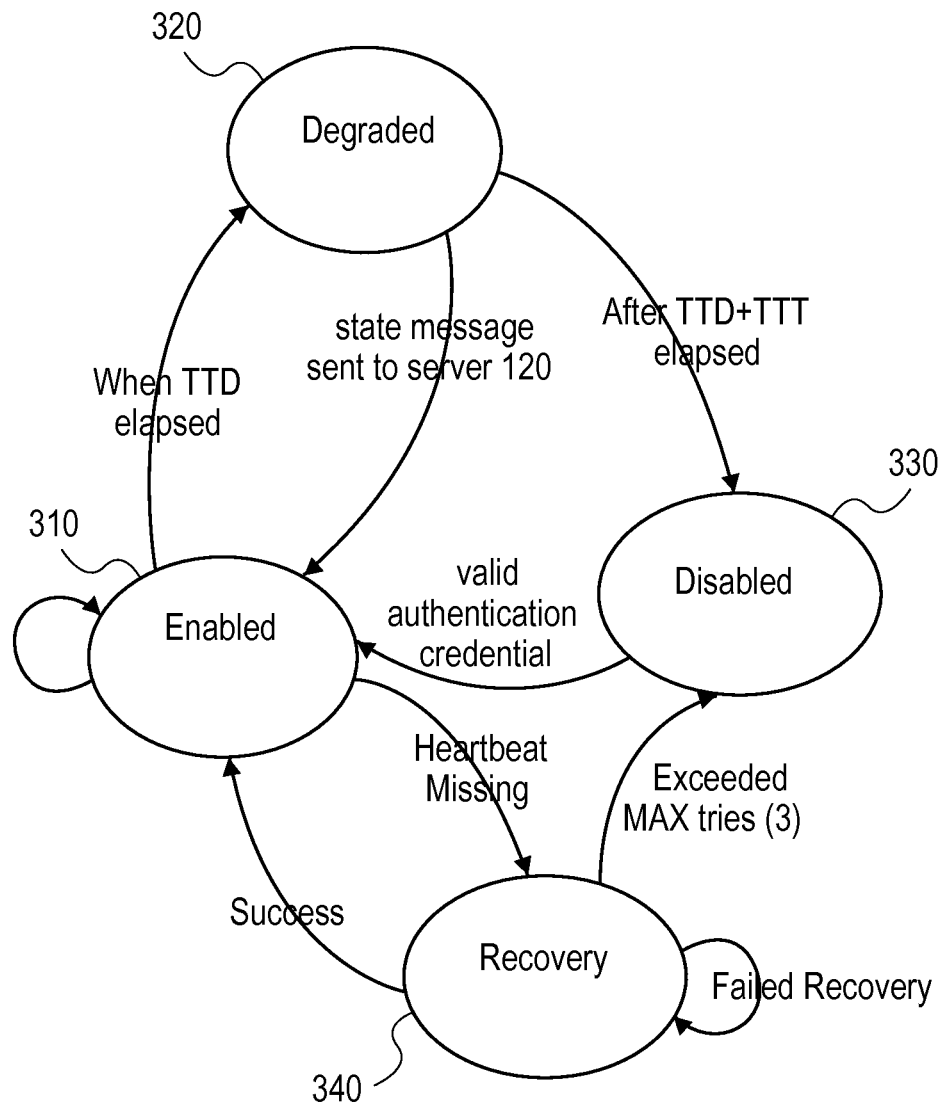 320
Degraded
state message
sent to server 120
After TTD+TTT
elapsed
When TTD
elapsed
330
310
Enabled
valid
authentication
credential
Disabled
Heartbeat
Missing
Exceeded
MAX tries (3)
Success
Recovery
Failed Recovery
340